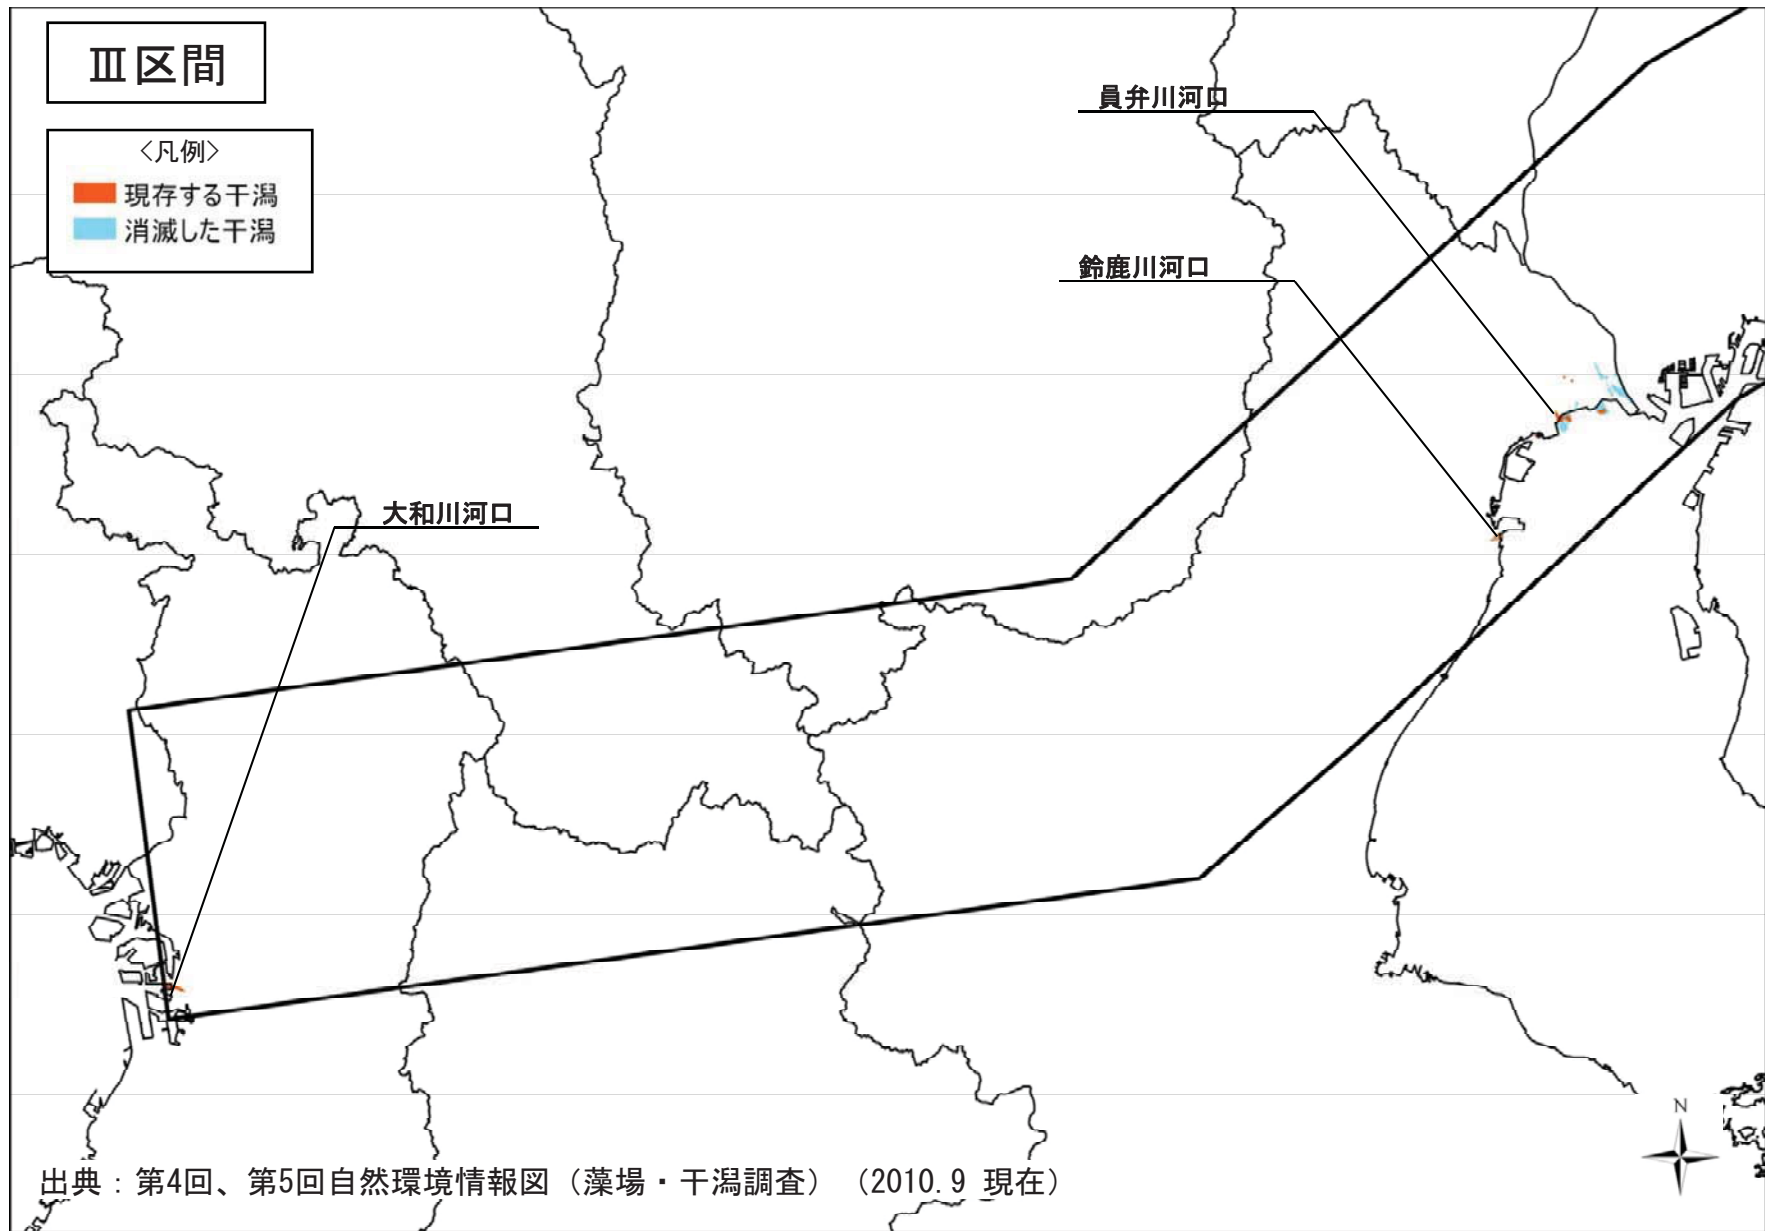 Ⅲ区間
<凡例>
現存する干潟
消滅した干潟
員弁川河口
鈴鹿川河口
大和川河口
N
出典：第4回、第5回自然環境情報図（藻場・干潟調査）（2010.9 現在）